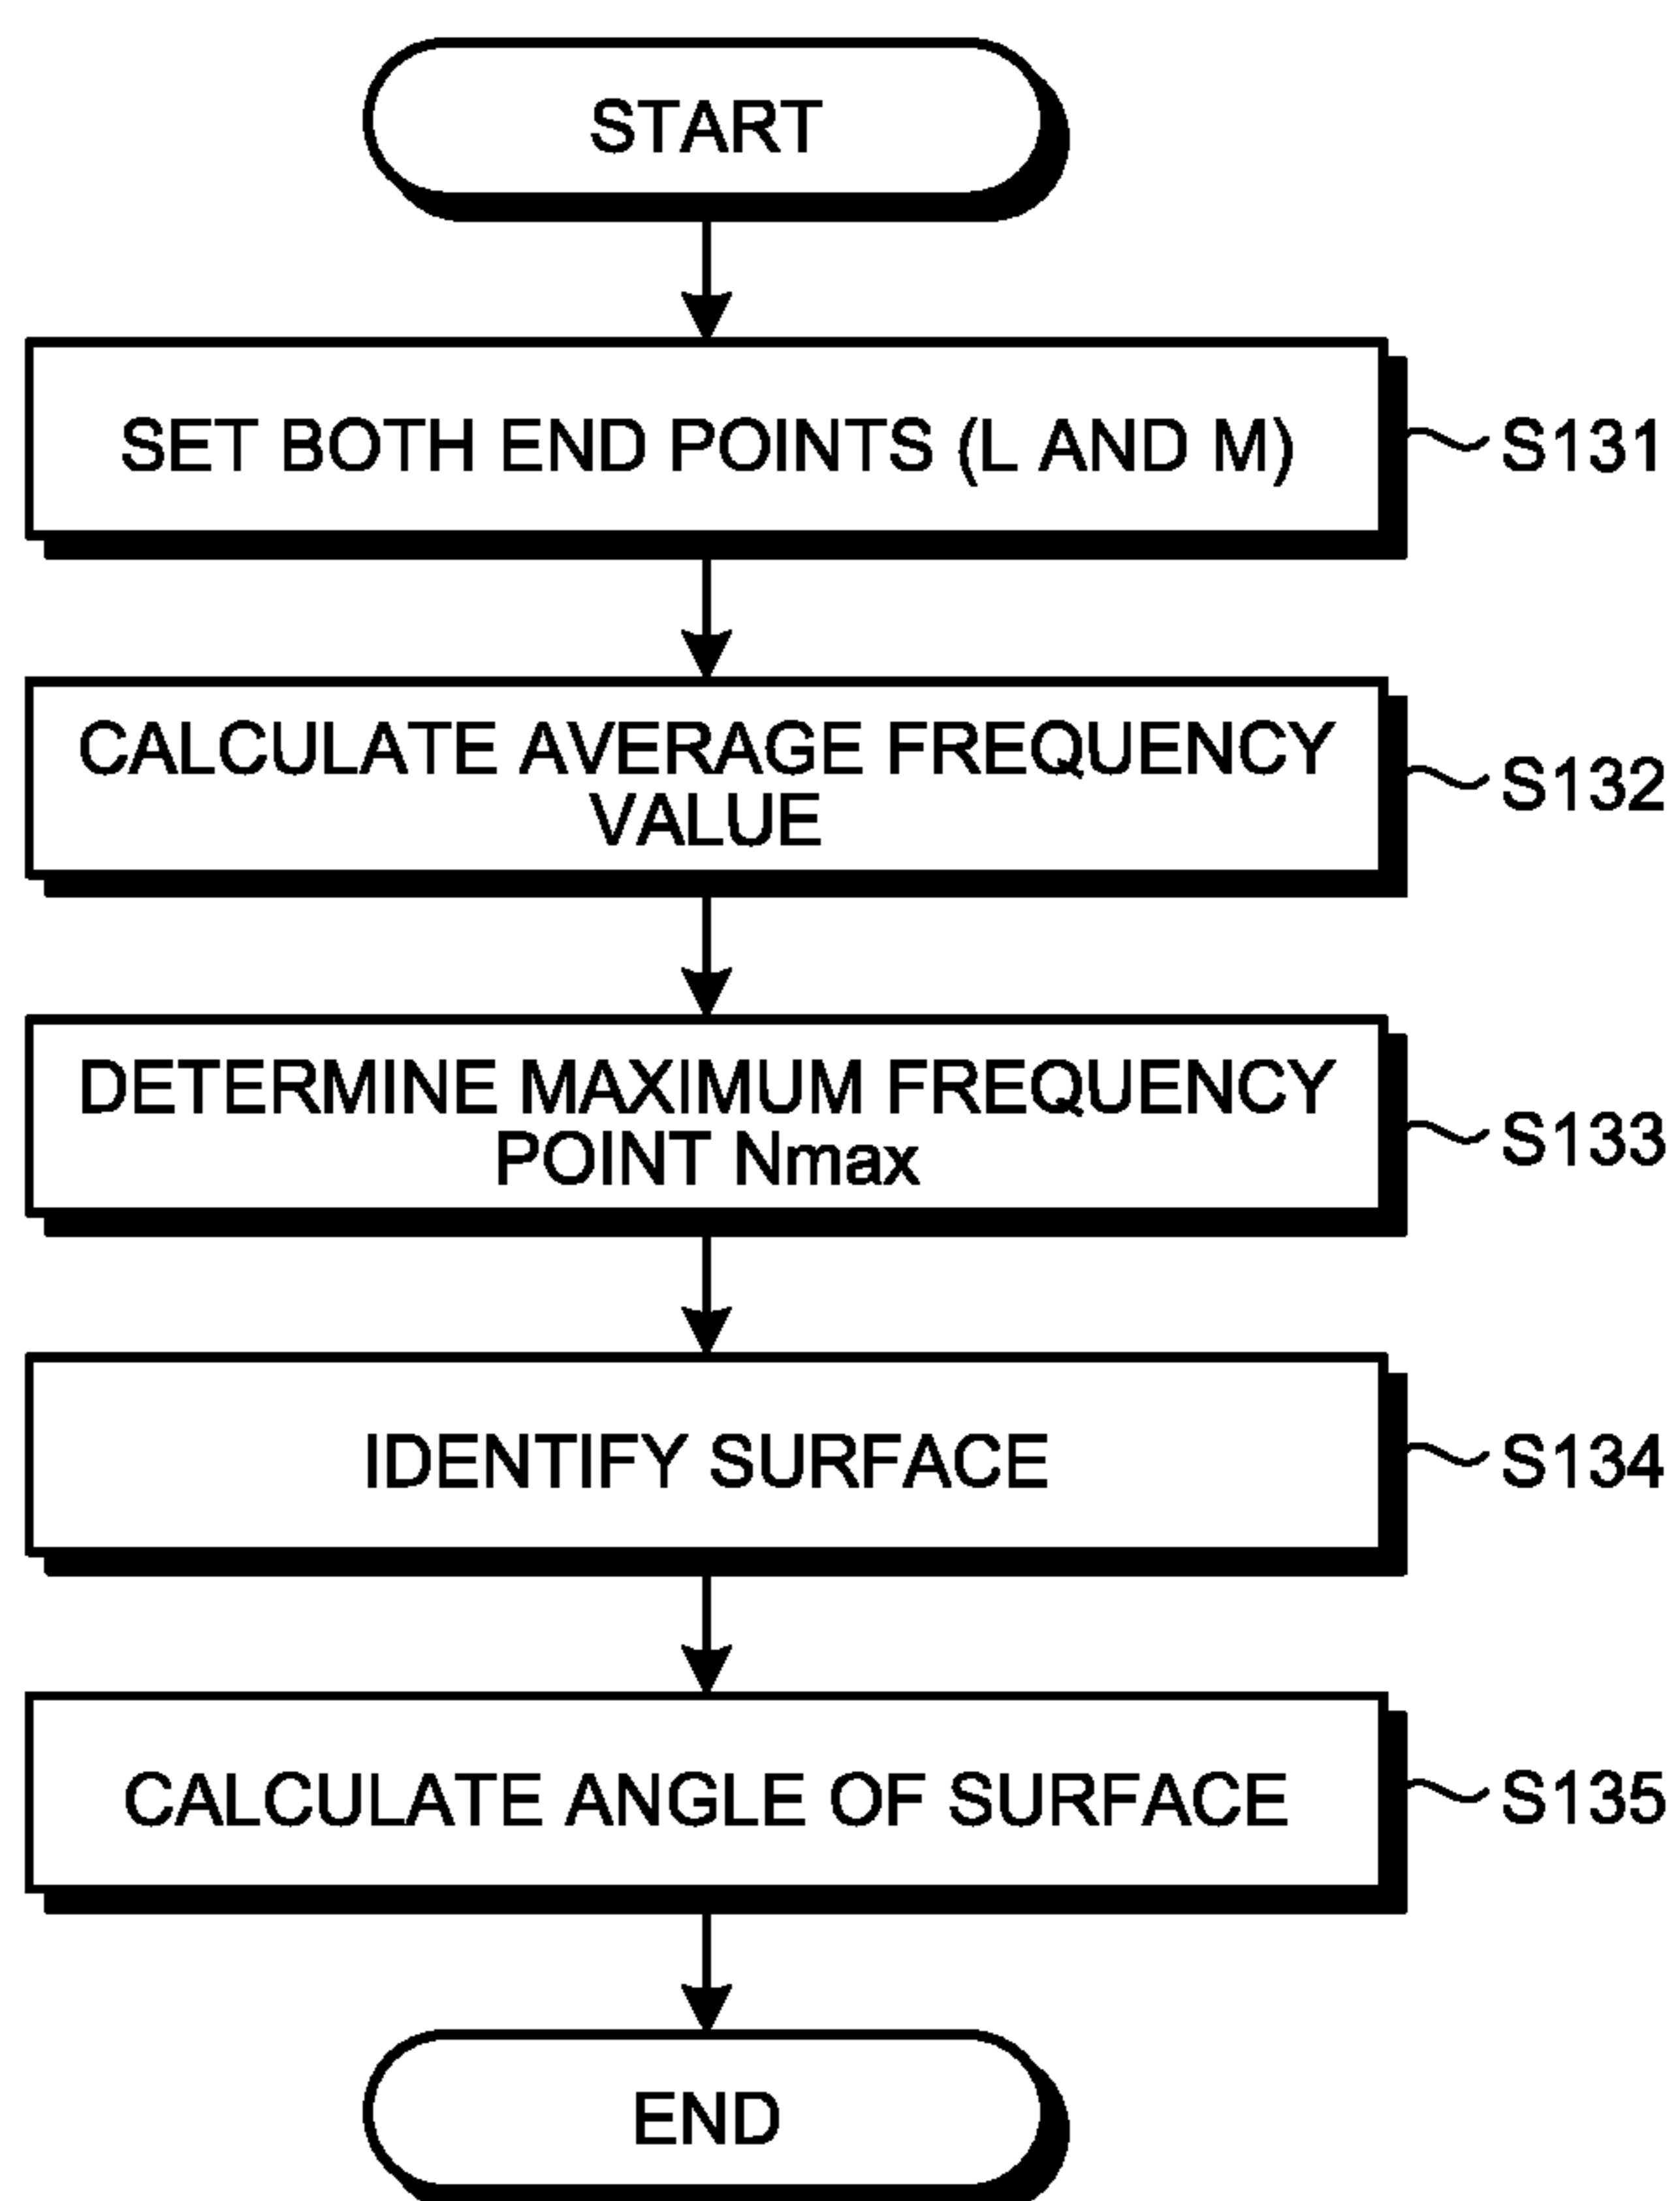 START
SET BOTH END POINTS (L AND M)
S131
CALCULATE AVERAGE FREQUENCY
VALUE
S132
DETERMINE MAXIMUM FREQUENCY
POINT Nmax
S133
IDENTIFY SURFACE
S134
CALCULATE ANGLE OF SURFACE
S135
END